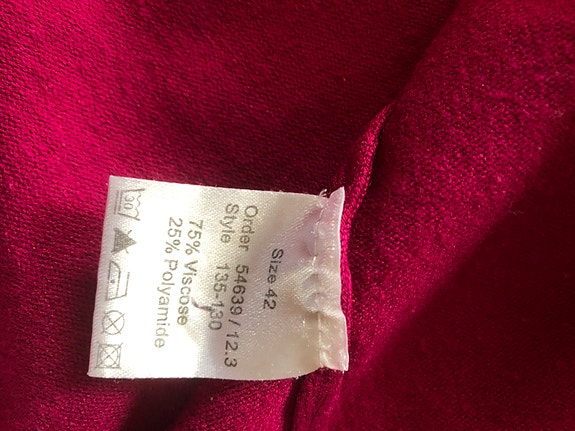 Size 42
Order 54639 / 12.3
Style 135-130
75% Viscose
25% Polyamide
30